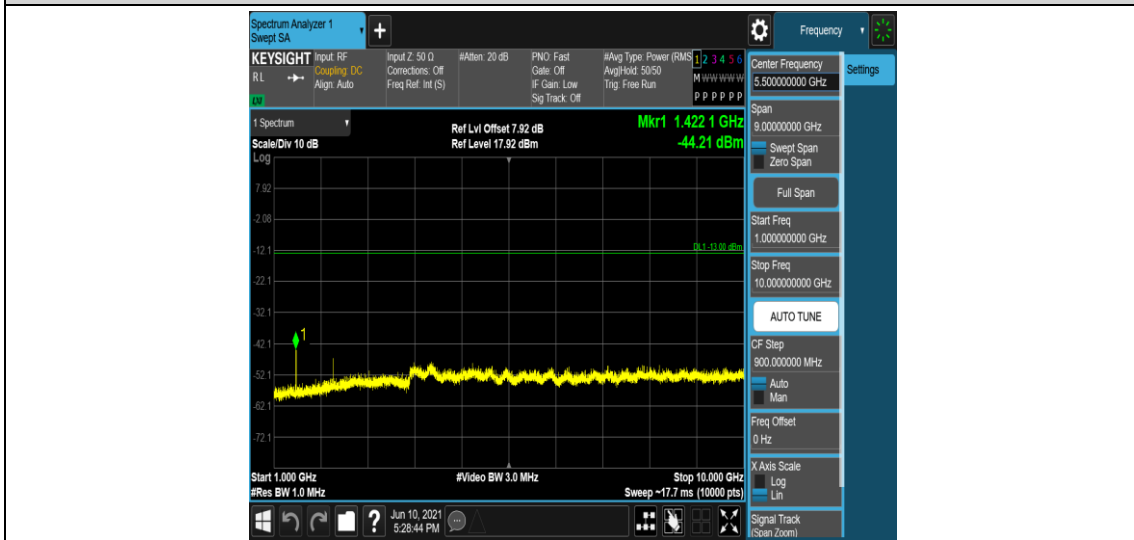 Spectrum Analyzer 1
Swept SA
+
Frequency
KEYSIGHT
RL
LXI
Input: RF
Coupling: DC
Align: Auto
Input Z: 50 Ω
Corrections: Off
Freq Ref: Int (S)
#Atten: 20 dB
PNO: Fast
Gate: Off
IF Gain: Low
Sig Track: Off
#Avg Type: Power (RMS
Avg|Hold: 50/50
Trig: Free Run
1 2 3 4 5 6
M W W W W W
P P P P P P
Center Frequency
5.500000000 GHz
Settings
1 Spectrum
Scale/Div 10 dB
Ref Lvl Offset 7.92 dB
Ref Level 17.92 dBm
Mkr1 1.422 1 GHz
-44.21 dBm
Log
7.92
-2.08
-12.1
-22.1
-32.1
-42.1
-52.1
-62.1
-72.1
DL1 -13.00 dBm
1
Start 1.000 GHz
#Res BW 1.0 MHz
#Video BW 3.0 MHz
Stop 10.000 GHz
Sweep ~17.7 ms (10000 pts)
Span
9.00000000 GHz
Swept Span
Zero Span
Full Span
Start Freq
1.000000000 GHz
Stop Freq
10.000000000 GHz
AUTO TUNE
CF Step
900.000000 MHz
Auto
Man
Freq Offset
0 Hz
X Axis Scale
Log
Lin
Signal Track
(Span Zoom)
?
Jun 10, 2021
5:28:44 PM